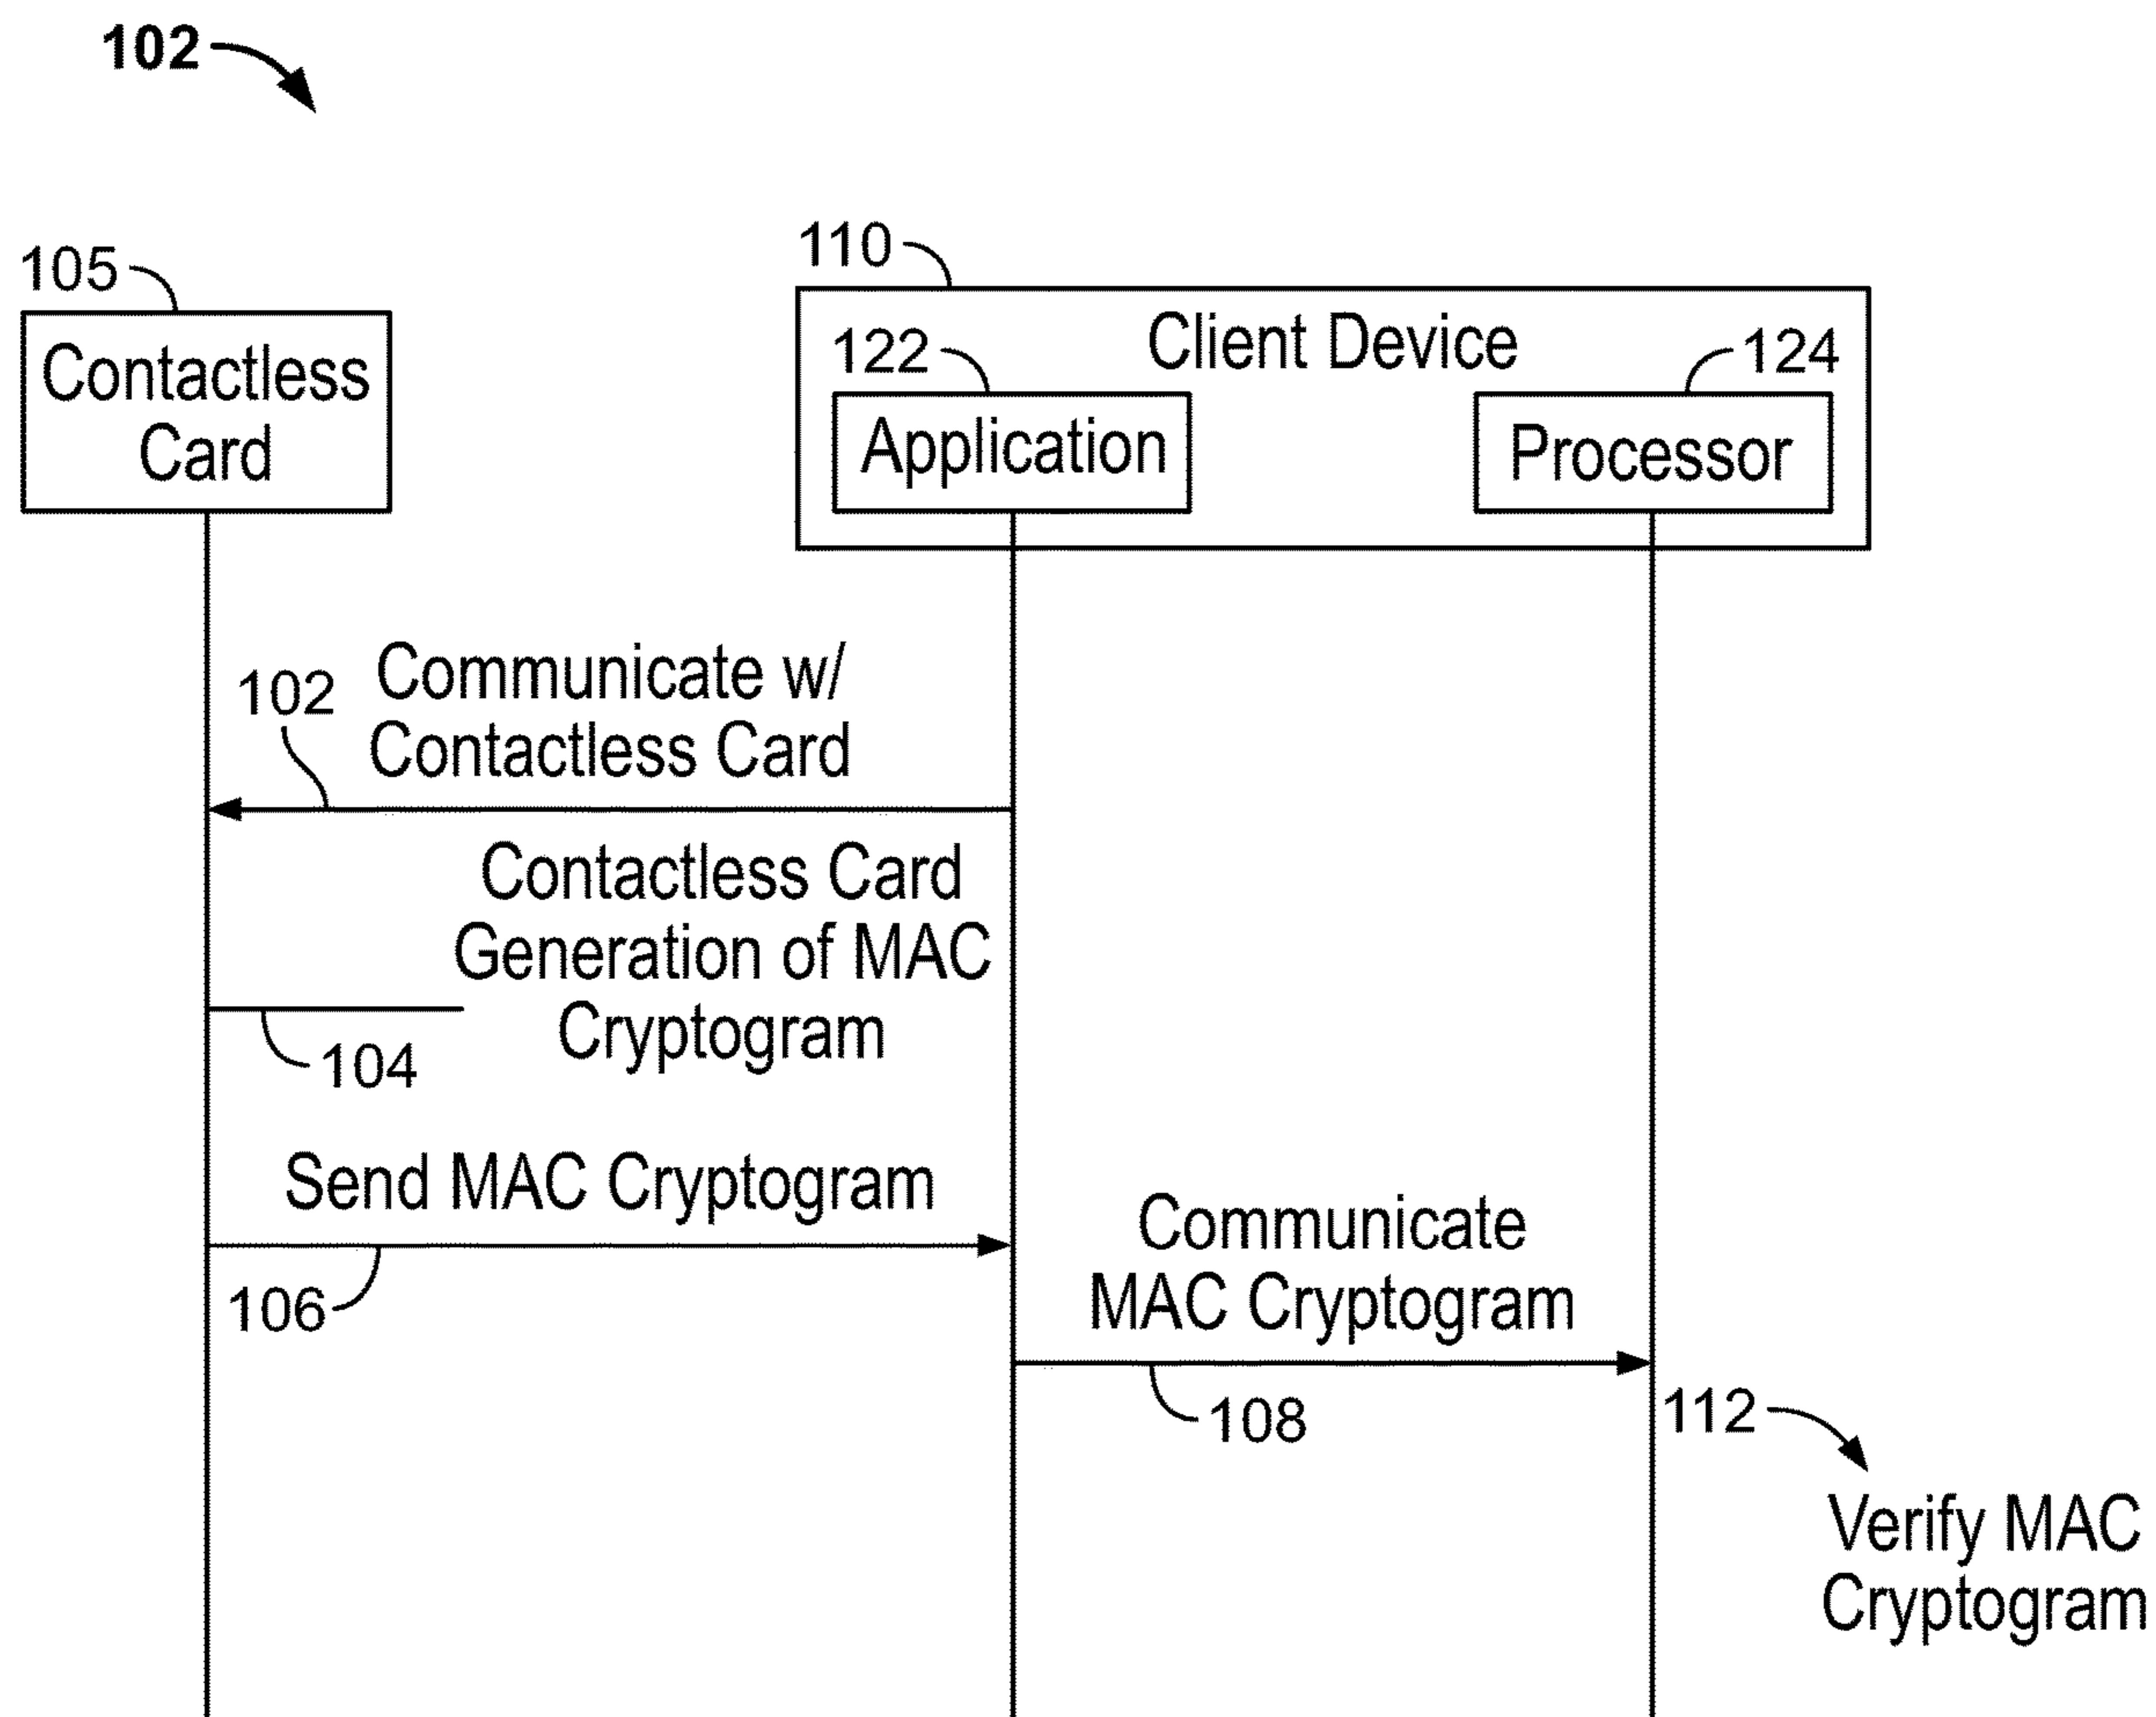 102
105
Contactless
Card
110
Client Device
122
Application
124
Processor
102
Communicate w/
Contactless Card
Contactless Card
Generation of MAC
Cryptogram
104
Send MAC Cryptogram
106
Communicate
MAC Cryptogram
108
112
Verify MAC
Cryptogram